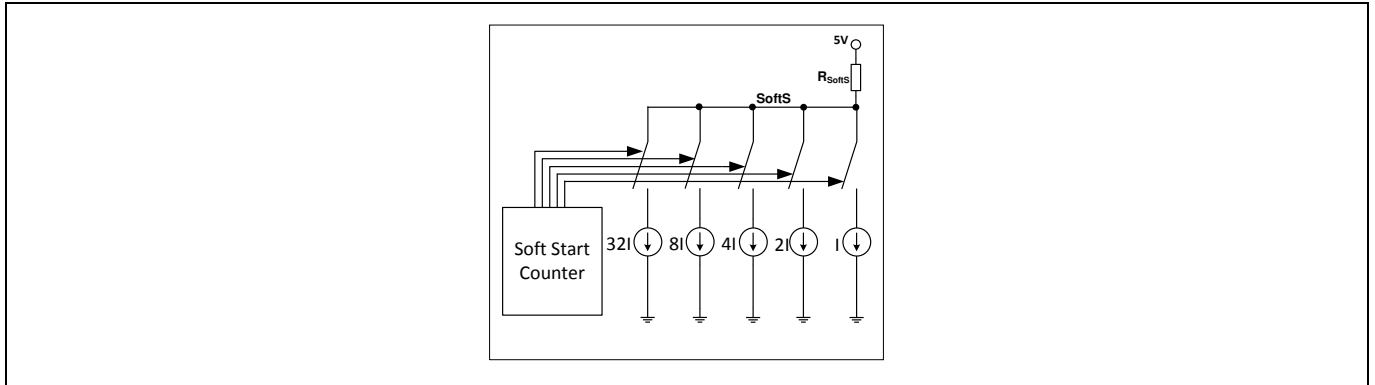 5V
RSoftS
SoftS
32I
8I
4I
2I
I
Soft Start
Counter